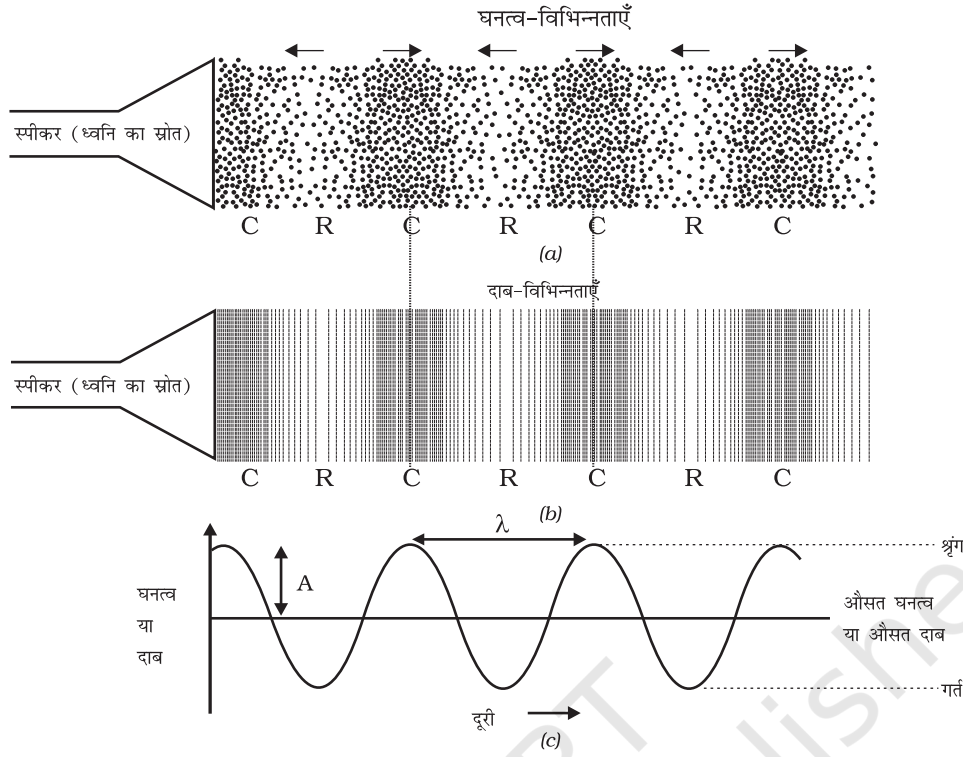 घनत्व-विभिन्नताएँ
स्पीकर (ध्वनि का स्रोत)
C R C R C R C
(a)
दाब-विभिन्नताएँ
स्पीकर (ध्वनि का स्रोत)
C R C R C R C
(b)
λ
श्रृंग
A
घनत्व
या
दाब
औसत घनत्व
या औसत दाब
गर्त
दूरी
(c)